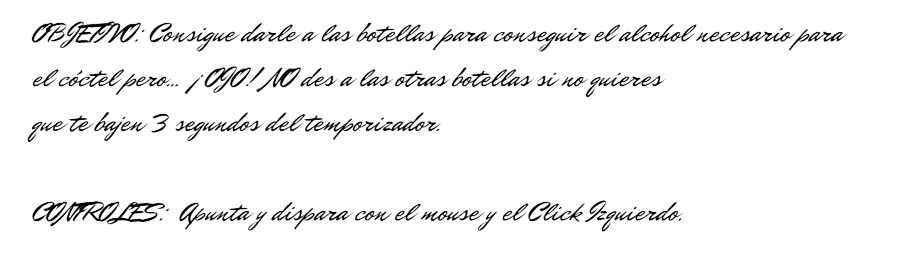 OBJETIVO: Consigue darle a las botellas para conseguir el alcohol necesario para
el cóctel pero... ¡OJO! NO des a las otras botellas si no quieres
que te bajen 3 segundos del temporizador.
CONTROLES: Apunta y dispara con el mouse y el Click Izquierdo.